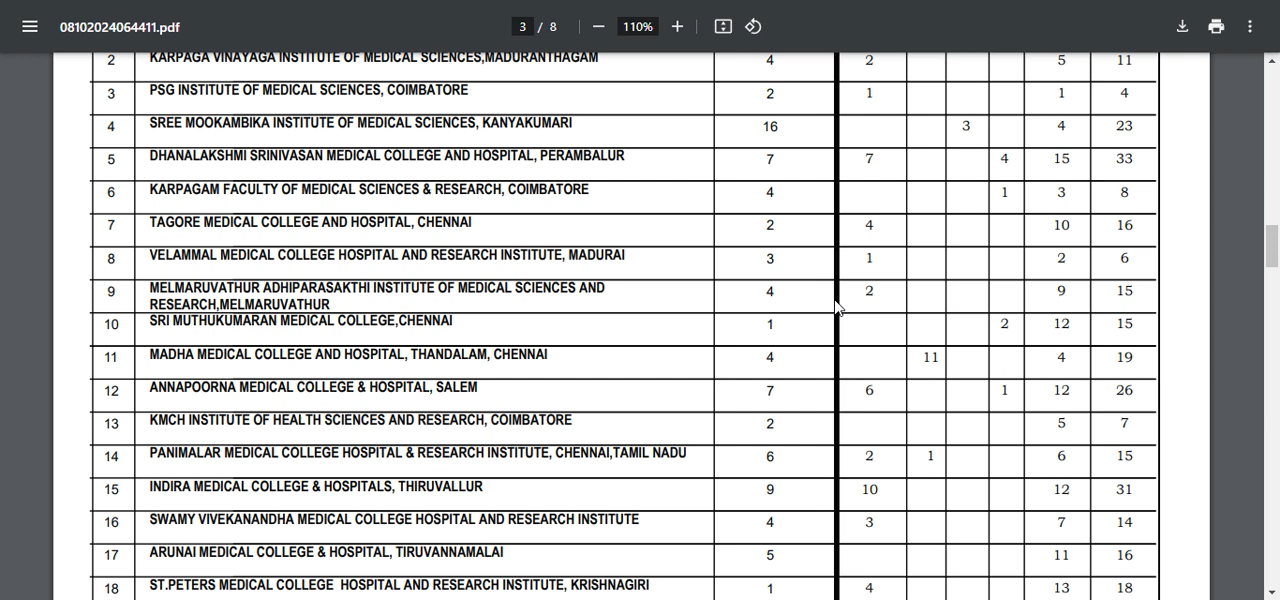 08102024064411.pdf 3 / 8 110%
2 KARPAGA VINAYAGA INSTITUTE OF MEDICAL SCIENCES,MADURANTHAGAM 4 2 5 11
3 PSG INSTITUTE OF MEDICAL SCIENCES, COIMBATORE 2 1 1 4
4 SREE MOOKAMBIKA INSTITUTE OF MEDICAL SCIENCES, KANYAKUMARI 16 3 4 23
5 DHANALAKSHMI SRINIVASAN MEDICAL COLLEGE AND HOSPITAL, PERAMBALUR 7 7 4 15 33
6 KARPAGAM FACULTY OF MEDICAL SCIENCES & RESEARCH, COIMBATORE 4 1 3 8
7 TAGORE MEDICAL COLLEGE AND HOSPITAL, CHENNAI 2 4 10 16
8 VELAMMAL MEDICAL COLLEGE HOSPITAL AND RESEARCH INSTITUTE, MADURAI 3 1 2 6
9 MELMARUVATHUR ADHIPARASAKTHI INSTITUTE OF MEDICAL SCIENCES AND 4 2 9 15
RESEARCH,MELMARUVATHUR
10 SRI MUTHUKUMARAN MEDICAL COLLEGE,CHENNAI 1 2 12 15
11 MADHA MEDICAL COLLEGE AND HOSPITAL, THANDALAM, CHENNAI 4 11 4 19
12 ANNAPOORNA MEDICAL COLLEGE & HOSPITAL, SALEM 7 6 1 12 26
13 KMCH INSTITUTE OF HEALTH SCIENCES AND RESEARCH, COIMBATORE 2 5 7
14 PANIMALAR MEDICAL COLLEGE HOSPITAL & RESEARCH INSTITUTE, CHENNAI,TAMIL NADU 6 2 1 6 15
15 INDIRA MEDICAL COLLEGE & HOSPITALS, THIRUVALLUR 9 10 12 31
16 SWAMY VIVEKANANDHA MEDICAL COLLEGE HOSPITAL AND RESEARCH INSTITUTE 4 3 7 14
17 ARUNAI MEDICAL COLLEGE & HOSPITAL, TIRUVANNAMALAI 5 11 16
18 ST.PETERS MEDICAL COLLEGE HOSPITAL AND RESEARCH INSTITUTE, KRISHNAGIRI 1 4 13 18